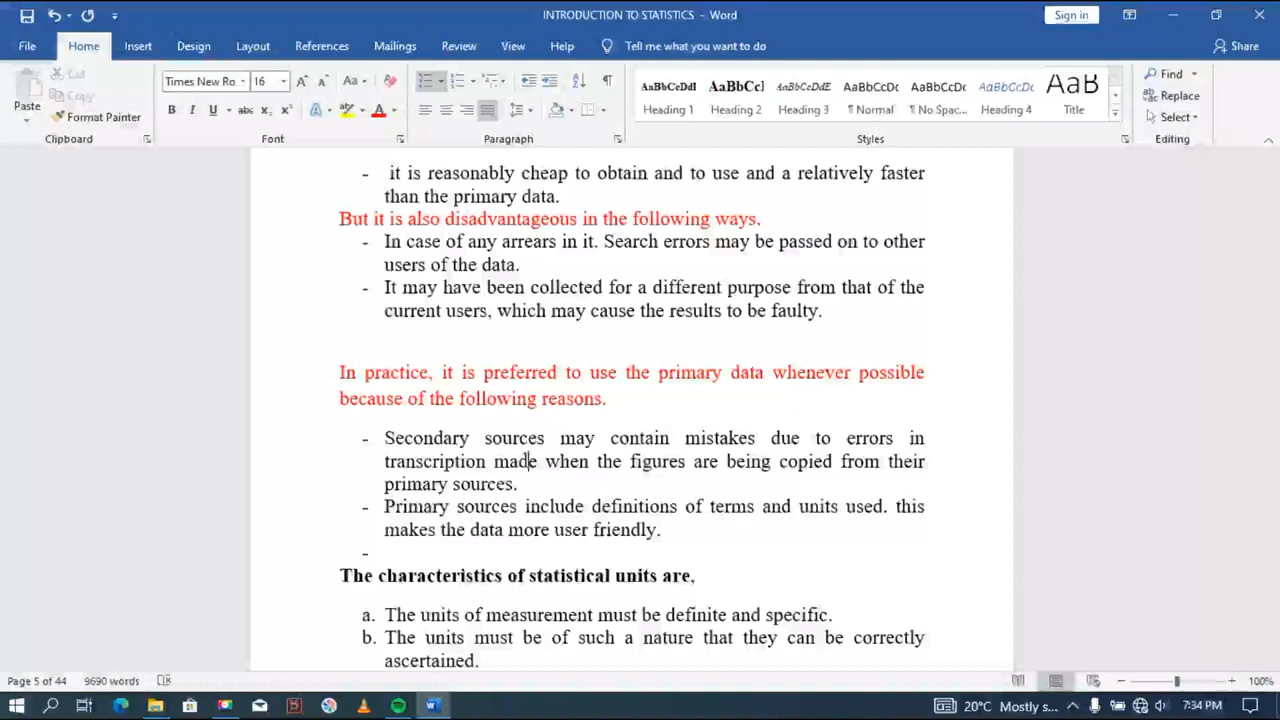 INTRODUCTION TO STATISTICS - Word
Sign in
File Home Insert Design Layout References Mailings Review View Help Tell me what you want to do Share
Cut
Copy
Format Painter
Paste
Times New Ro 16
AaBbCcDdI AaBbCcI AaBbCcDdE AaBbCcDc AaBbCcDc AaBbCcDc AaB
Heading 1 Heading 2 Heading 3 ¶ Normal ¶ No Spac... Heading 4 Title
Find
Replace
Select
Clipboard Font Paragraph Styles Editing
- it is reasonably cheap to obtain and to use and a relatively faster
than the primary data.
But it is also disadvantageous in the following ways.
- In case of any arrears in it. Search errors may be passed on to other
users of the data.
- It may have been collected for a different purpose from that of the
current users, which may cause the results to be faulty.
In practice, it is preferred to use the primary data whenever possible
because of the following reasons.
- Secondary sources may contain mistakes due to errors in
transcription made when the figures are being copied from their
primary sources.
- Primary sources include definitions of terms and units used. this
makes the data more user friendly.
-
The characteristics of statistical units are,
a. The units of measurement must be definite and specific.
b. The units must be of such a nature that they can be correctly
ascertained.
Page 5 of 44 9690 words 100%
20°C Mostly s... 7:34 PM